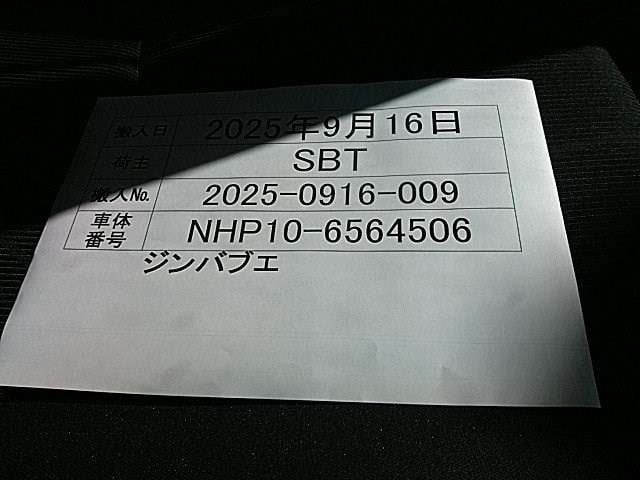 搬入日 2025年9月16日
荷主 SBT
搬入No. 2025-0916-009
車体番号 NHP10-6564506
ジンバブエ